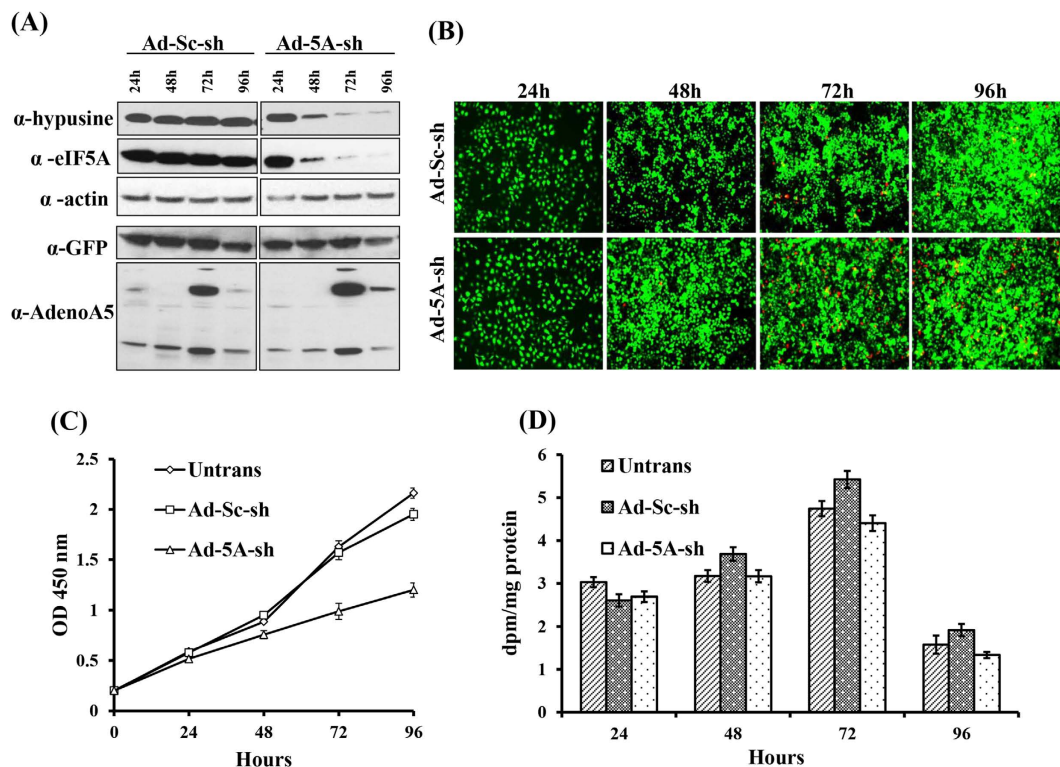 (A)
Ad-Sc-sh Ad-5A-sh
24h 48h 72h 96h 24h 48h 72h 96h
α-hypusine
α -eIF5A
α -actin
α-GFP
α-AdenoA5
(B)
24h 48h 72h 96h
Ad-Sc-sh
Ad-5A-sh
(C)
Untrans
Ad-Sc-sh
Ad-5A-sh
OD 450 nm
2.5
2
1.5
1
0.5
0
0 24 48 72 96
Hours
(D)
Untrans
Ad-Sc-sh
Ad-5A-sh
dpm/mg protein
6
5
4
3
2
1
0
24 48 72 96
Hours